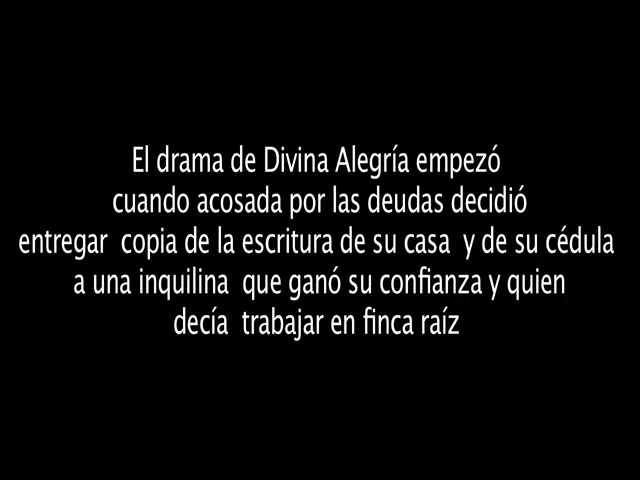 El drama de Divina Alegría empezó
cuando acosada por las deudas decidió
entregar copia de la escritura de su casa y de su cédula
a una inquilina que ganó su confianza y quien
decía trabajar en finca raíz